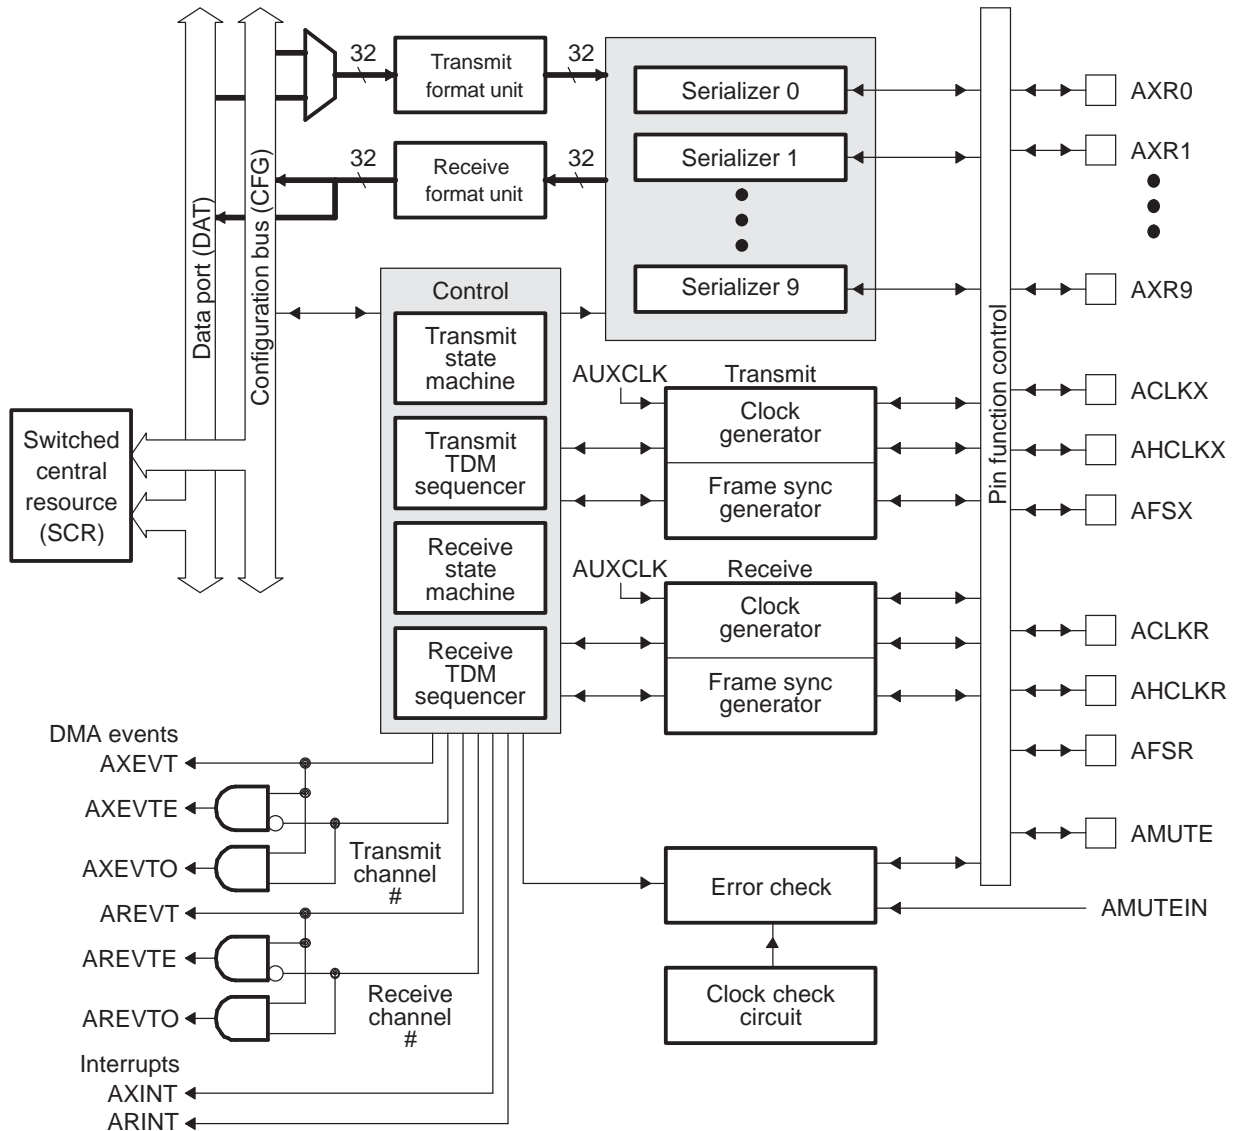 32
Transmit
format unit
32
Serializer 0
AXR0
32
Receive
format unit
32
Serializer 1
AXR1
Serializer 9
AXR9
Data port (DAT)
Configuration bus (CFG)
Pin function control
Switched
central
resource
(SCR)
Control
Transmit
state
machine
Transmit
TDM
sequencer
Receive
state
machine
Receive
TDM
sequencer
AUXCLK
Transmit
Clock
generator
Frame sync
generator
ACLKX
AHCLKX
AFSX
AUXCLK
Receive
Clock
generator
Frame sync
generator
ACLKR
AHCLKR
AFSR
AMUTE
AMUTEIN
Error check
Clock check
circuit
DMA events
AXEVT
AXEVTE
AXEVTO
Transmit
channel
#
AREVT
AREVTE
AREVTO
Receive
channel
#
Interrupts
AXINT
ARINT